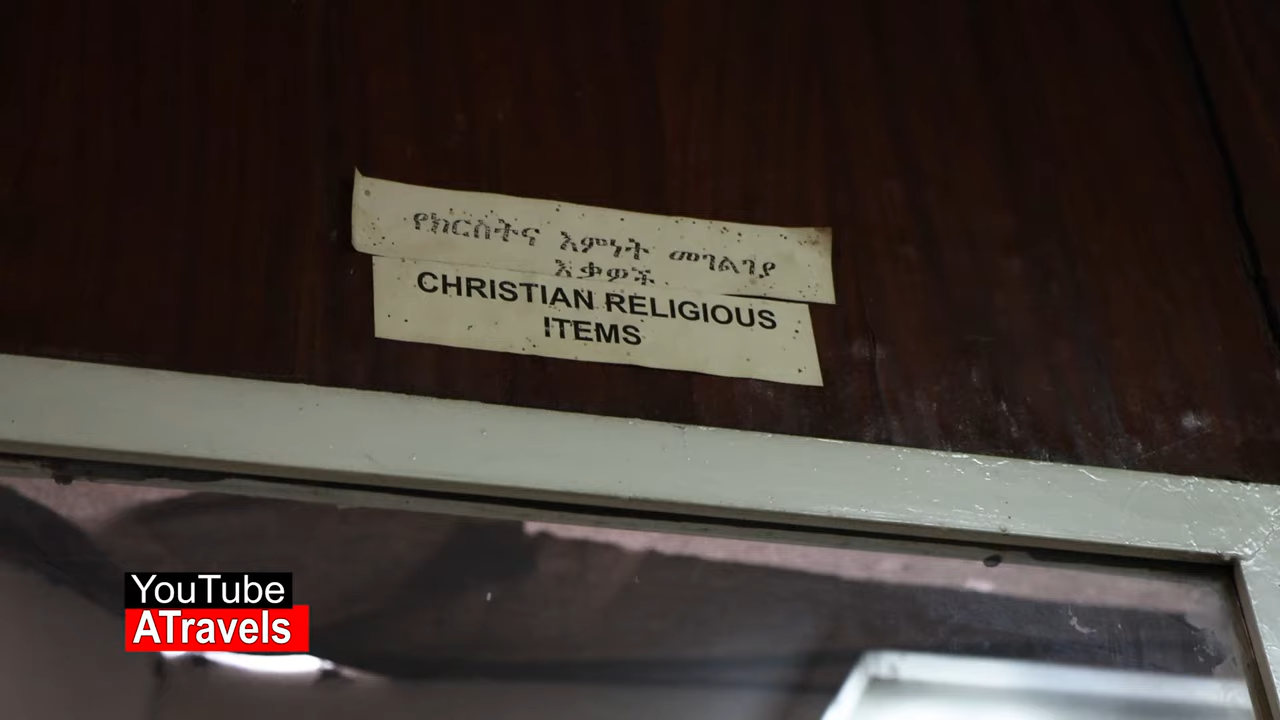 የክርስትና እምነት መገልገያ
እቃዎች
CHRISTIAN RELIGIOUS
ITEMS
YouTube
ATravels